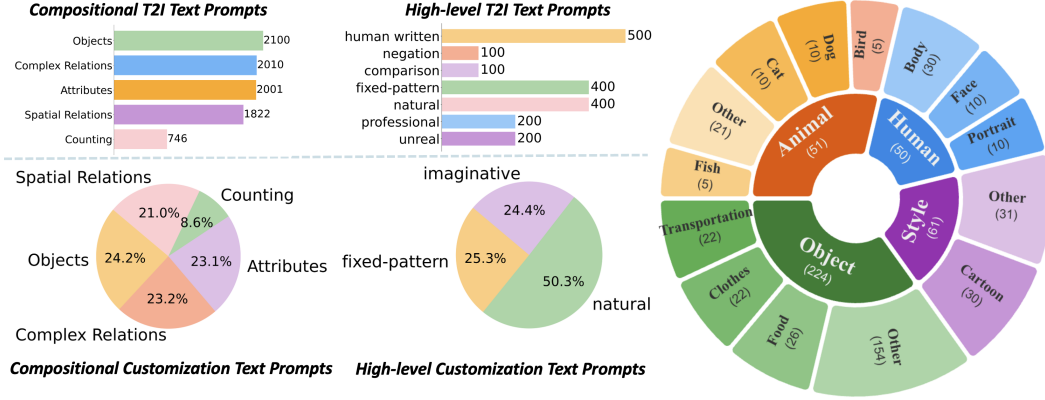 Compositional T2I Text Prompts
Objects 2100
Complex Relations 2010
Attributes 2001
Spatial Relations 1822
Counting 746
High-level T2I Text Prompts
human written 500
negation 100
comparison 100
fixed-pattern 400
natural 400
professional 200
unreal 200
Spatial Relations
21.0%
Counting
8.6%
Objects
24.2%
23.1%
Attributes
23.2%
Complex Relations
Compositional Customization Text Prompts
imaginative
24.4%
fixed-pattern
25.3%
50.3%
natural
High-level Customization Text Prompts
Animal
(51)
Human
(50)
Style
(61)
Object
(224)
Fish
(5)
Other
(21)
Cat
(10)
Dog
(10)
Bird
(5)
Body
(30)
Face
(10)
Portrait
(10)
Other
(31)
Cartoon
(30)
Other
(154)
Food
(26)
Clothes
(22)
Transportation
(22)